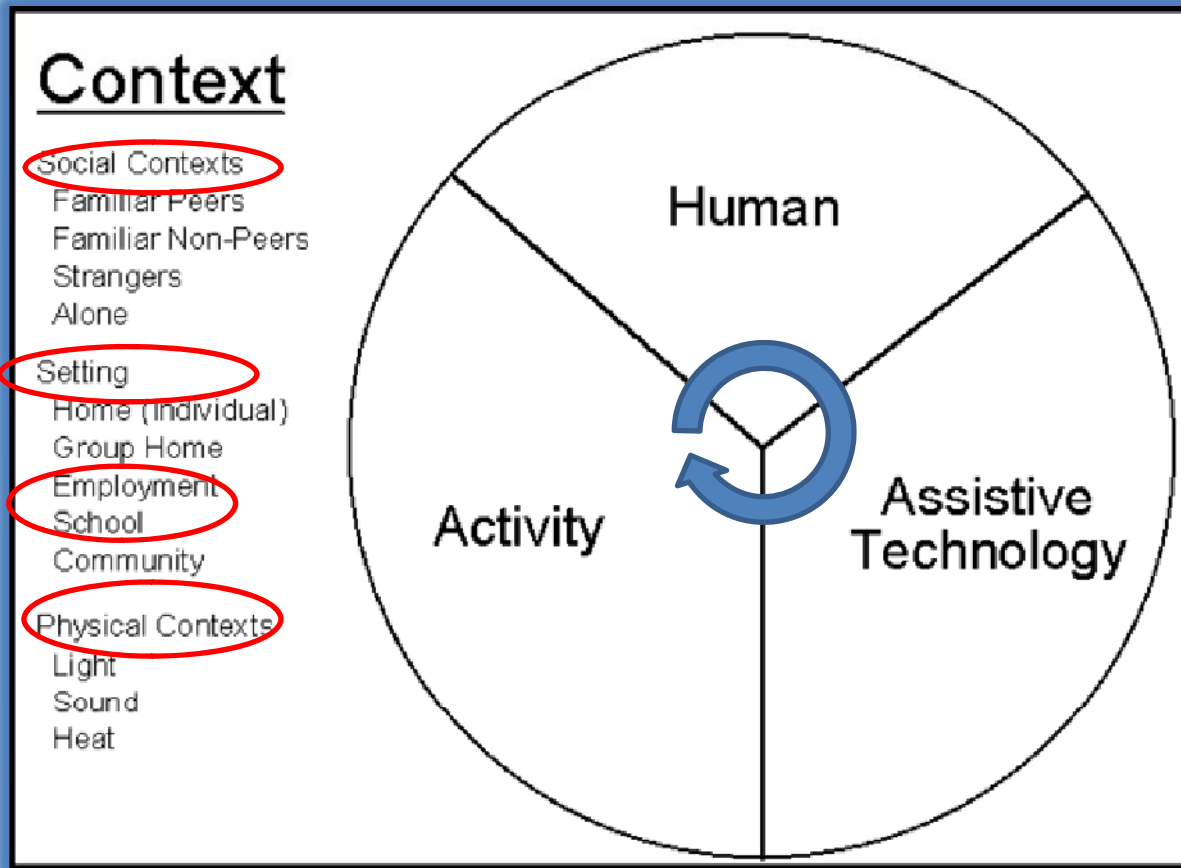 Context
Social Contexts
Familiar Peers
Familiar Non-Peers
Strangers
Alone
Setting
Home (Individual)
Group Home
Employment
School
Community
Physical Contexts
Light
Sound
Heat
Human
Activity
Assistive
Technology